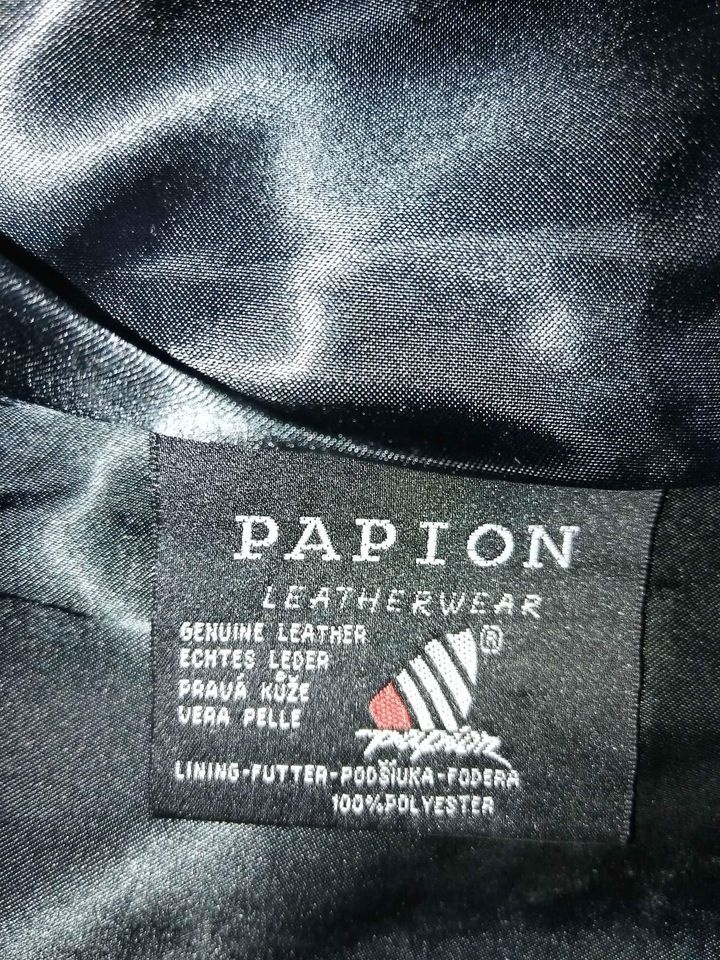 PAPION
LEATHERWEAR
GENUINE LEATHER
ECHTES LEDER
PRAVÁ KŮŽE
VERA PELLE
®
papion
LINING-FUTTER-PODŠIUKA-FODERA
100%POLYESTER